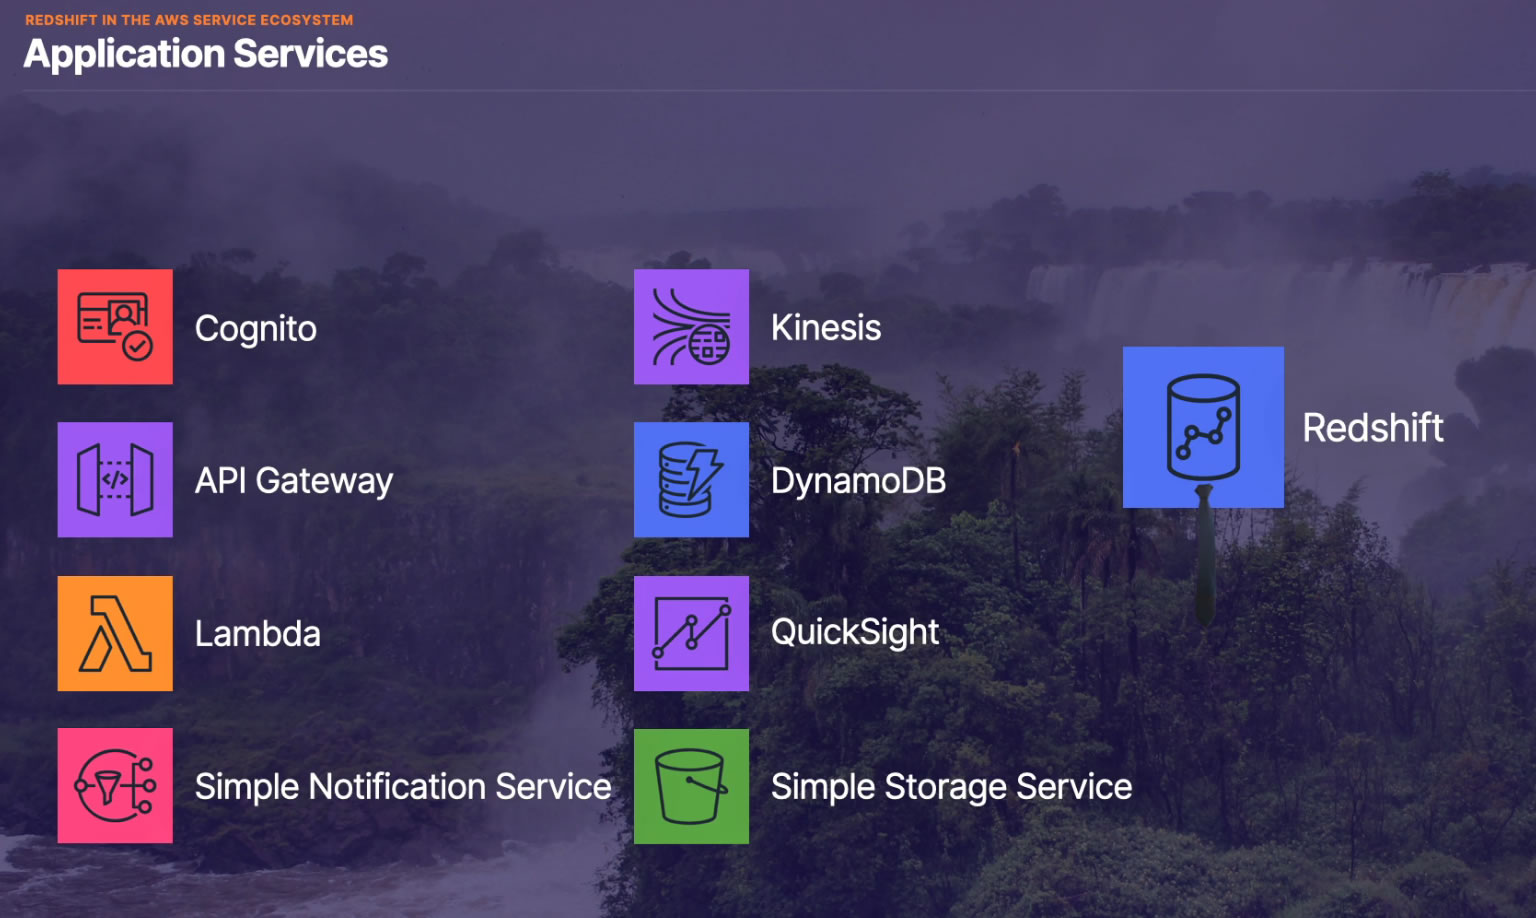 REDSHIFT IN THE AWS SERVICE ECOSYSTEM
Application Services
Cognito
API Gateway
Lambda
Simple Notification Service
Kinesis
DynamoDB
QuickSight
Simple Storage Service
Redshift